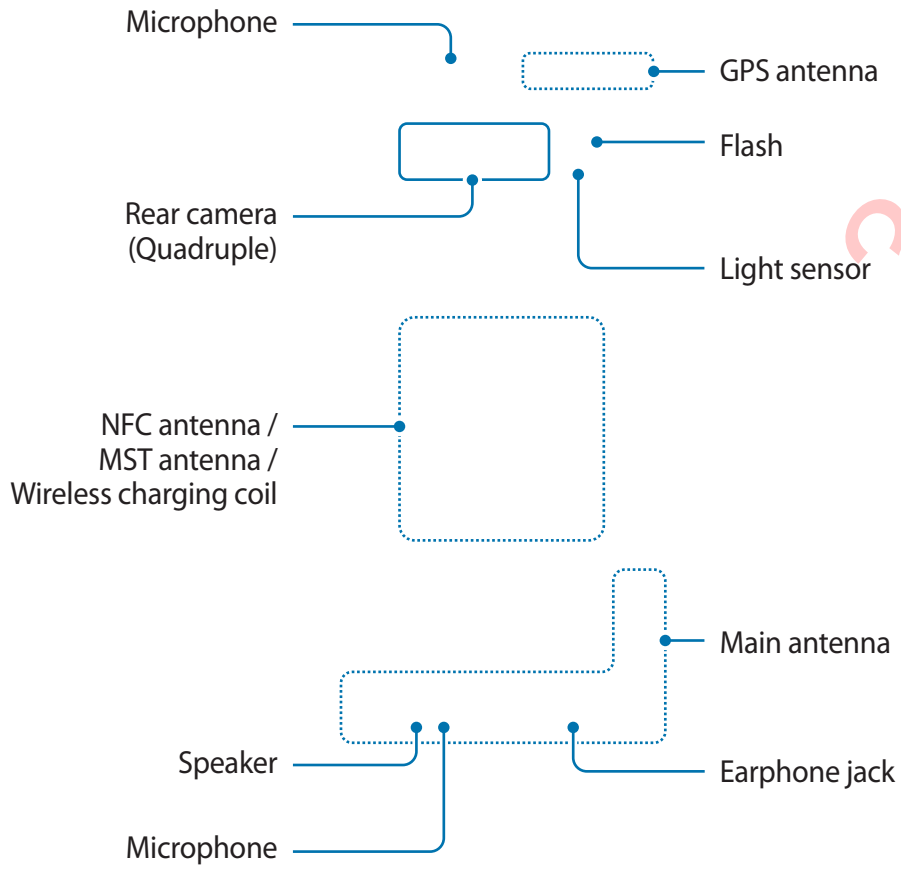 Microphone
GPS antenna
Flash
Rear camera
(Quadruple)
Light sensor
NFC antenna /
MST antenna /
Wireless charging coil
Main antenna
Speaker
Earphone jack
Microphone